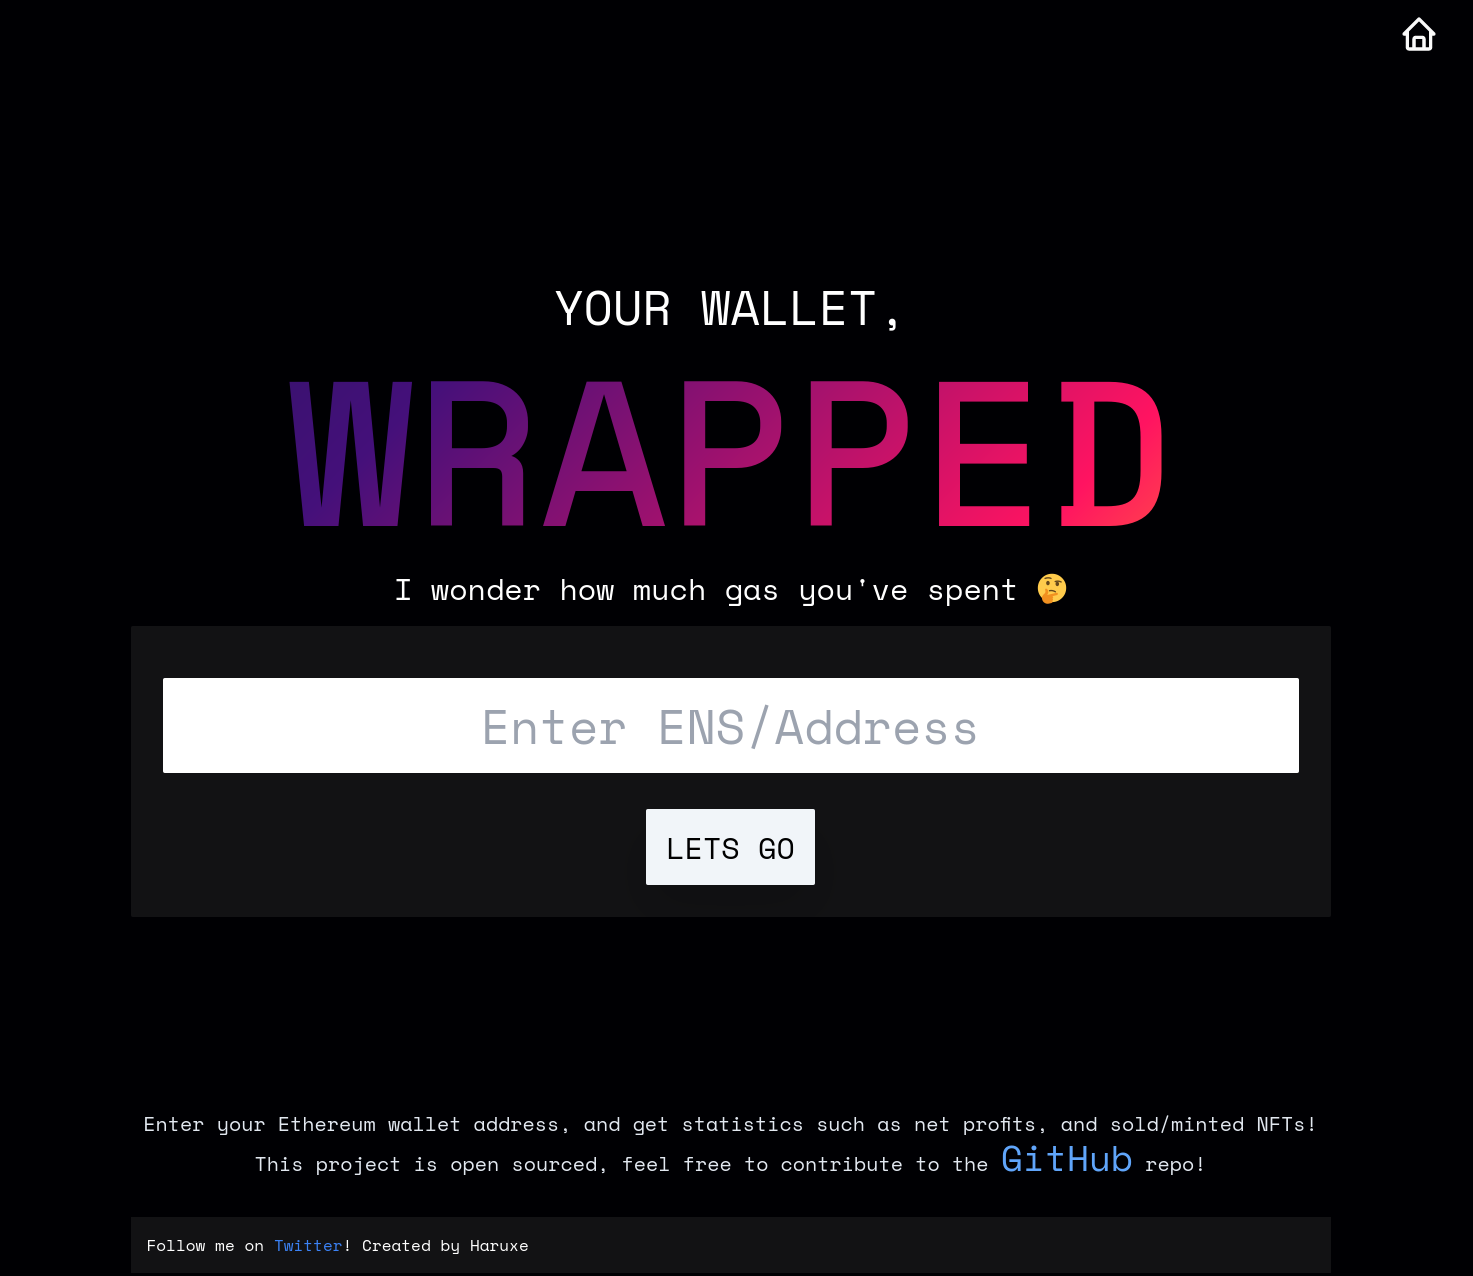 YOUR WALLET,
WRAPPED
I wonder how much gas you've spent 🤔
Enter ENS/Address
LETS GO
Enter your Ethereum wallet address, and get statistics such as net profits, and sold/minted NFTs!
This project is open sourced, feel free to contribute to the GitHub repo!
Follow me on Twitter! Created by Haruxe